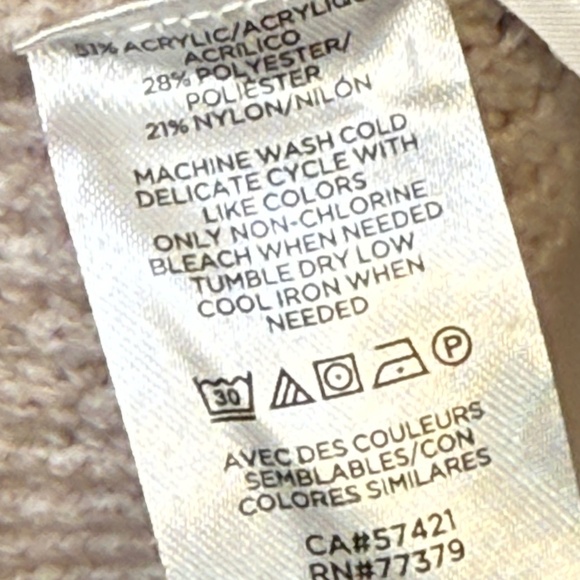 51% ACRYLIC/ACRYLIQUE
ACRILICO
28% POLYESTER/
POLIESTER
21% NYLON/NILÓN
MACHINE WASH COLD
DELICATE CYCLE WITH
LIKE COLORS
ONLY NON-CHLORINE
BLEACH WHEN NEEDED
TUMBLE DRY LOW
COOL IRON WHEN
NEEDED
30 P
AVEC DES COULEURS
SEMBLABLES/CON
COLORES SIMILARES
CA#57421
RN#77379